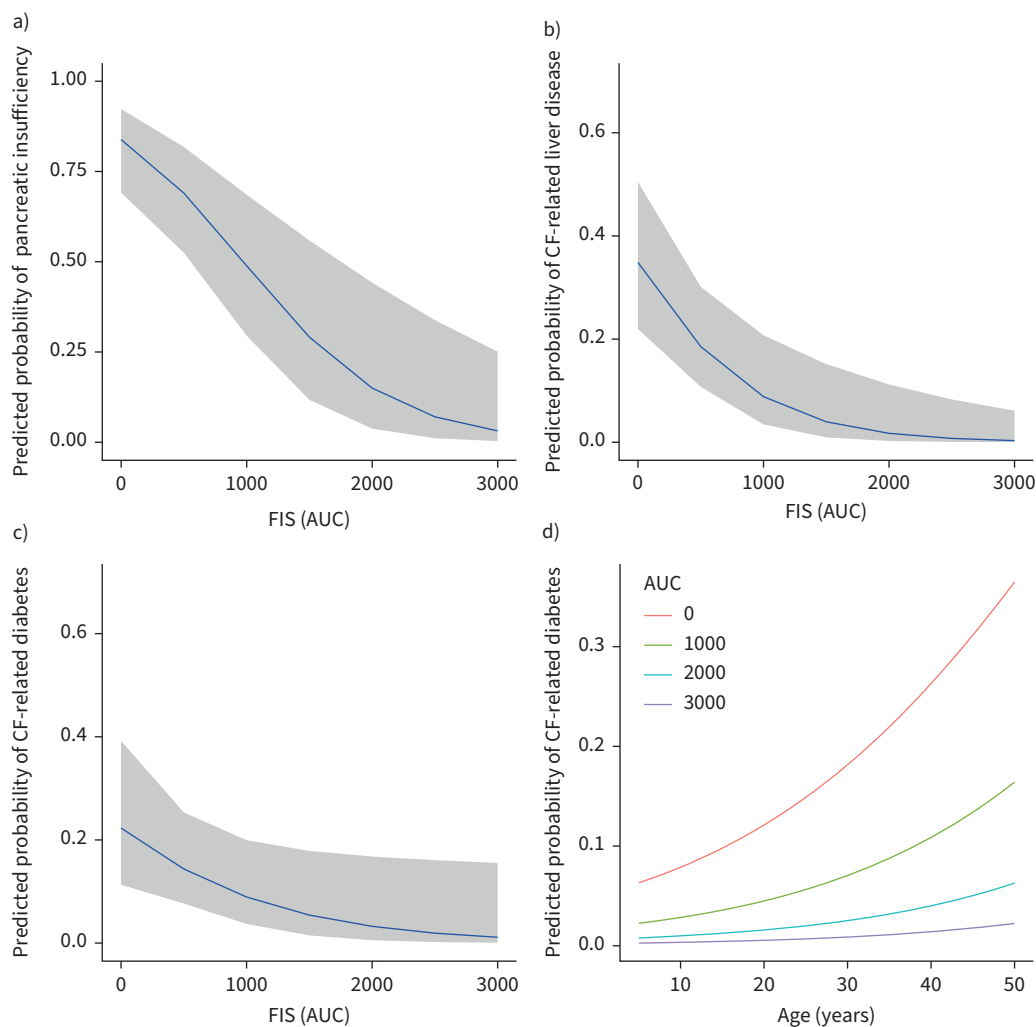 a)
Predicted probability of pancreatic insufficiency
1.00
0.75
0.50
0.25
0.00
0
1000
2000
3000
FIS (AUC)
b)
Predicted probability of CF-related liver disease
0.6
0.4
0.2
0.0
0
1000
2000
3000
FIS (AUC)
c)
Predicted probability of CF-related diabetes
0.6
0.4
0.2
0.0
0
1000
2000
3000
FIS (AUC)
d)
Predicted probability of CF-related diabetes
0.3
0.2
0.1
0.0
AUC
0
1000
2000
3000
10
20
30
40
50
Age (years)